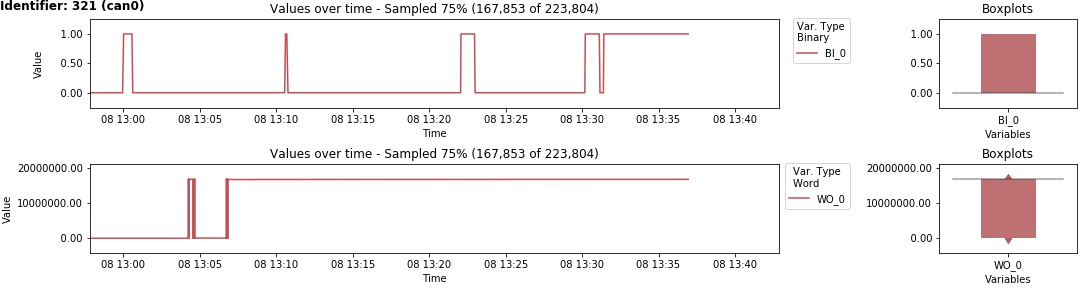 Identifier: 321 (can0)
Values over time - Sampled 75% (167,853 of 223,804)
Value
1.00
0.50
0.00
08 13:00 08 13:05 08 13:10 08 13:15 08 13:20 08 13:25 08 13:30 08 13:35 08 13:40
Time
Var. Type
Binary
BI_0
Boxplots
1.00
0.50
0.00
BI_0
Variables
Values over time - Sampled 75% (167,853 of 223,804)
Value
20000000.00
10000000.00
0.00
08 13:00 08 13:05 08 13:10 08 13:15 08 13:20 08 13:25 08 13:30 08 13:35 08 13:40
Time
Var. Type
Word
WO_0
Boxplots
20000000.00
10000000.00
0.00
WO_0
Variables